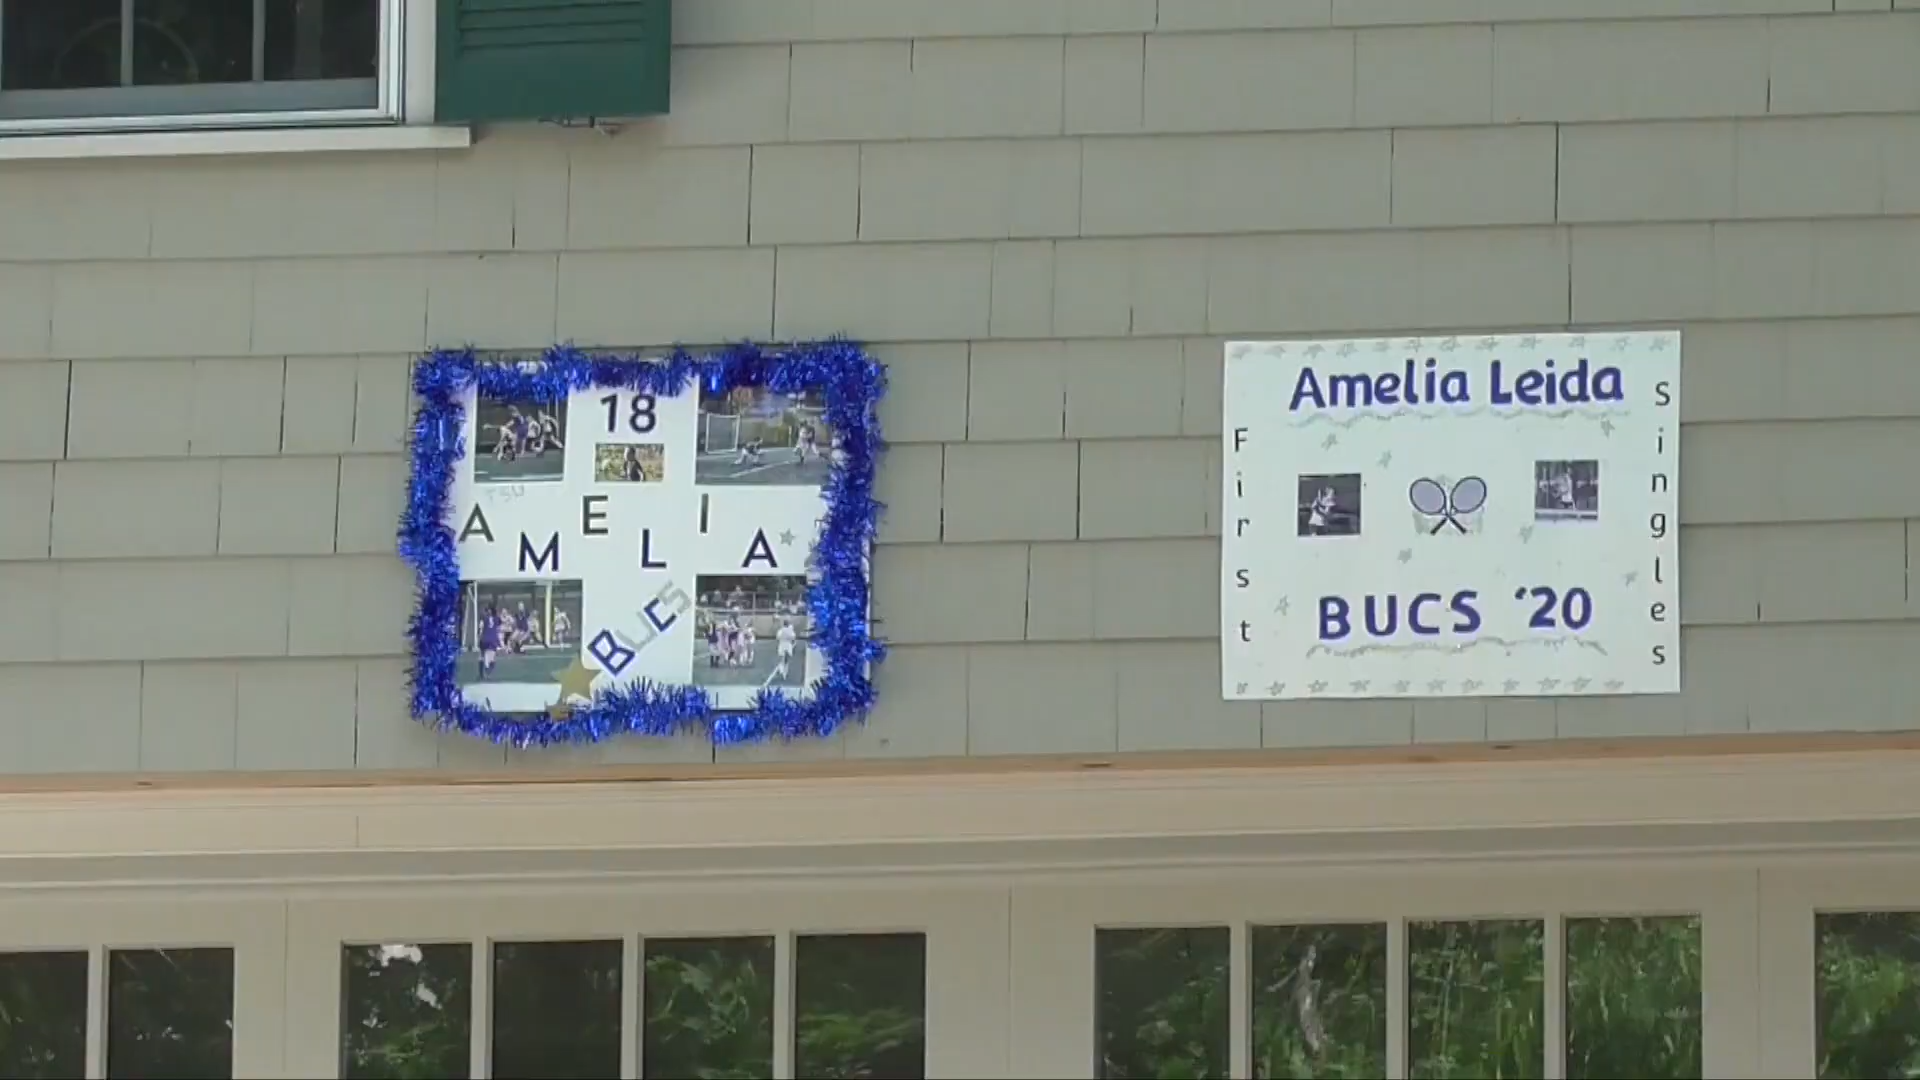 18
AMELIA
BUCS
Amelia Leida
First
Singles
BUCS '20